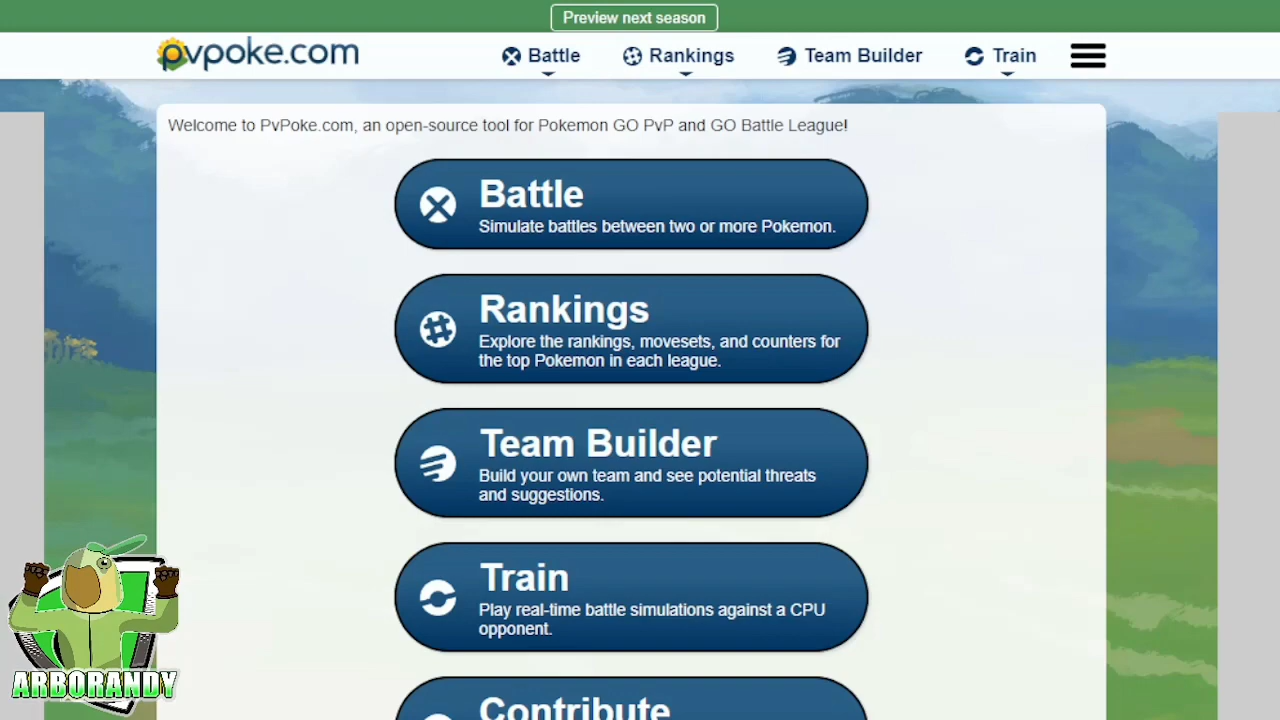 Preview next season
pvpoke.com
Battle
Rankings
Team Builder
Train
Welcome to PvPoke.com, an open-source tool for Pokemon GO PvP and GO Battle League!
Battle
Simulate battles between two or more Pokemon.
Rankings
Explore the rankings, movesets, and counters for
the top Pokemon in each league.
Team Builder
Build your own team and see potential threats
and suggestions.
Train
Play real-time battle simulations against a CPU
opponent.
Contribute
ARBORANDY